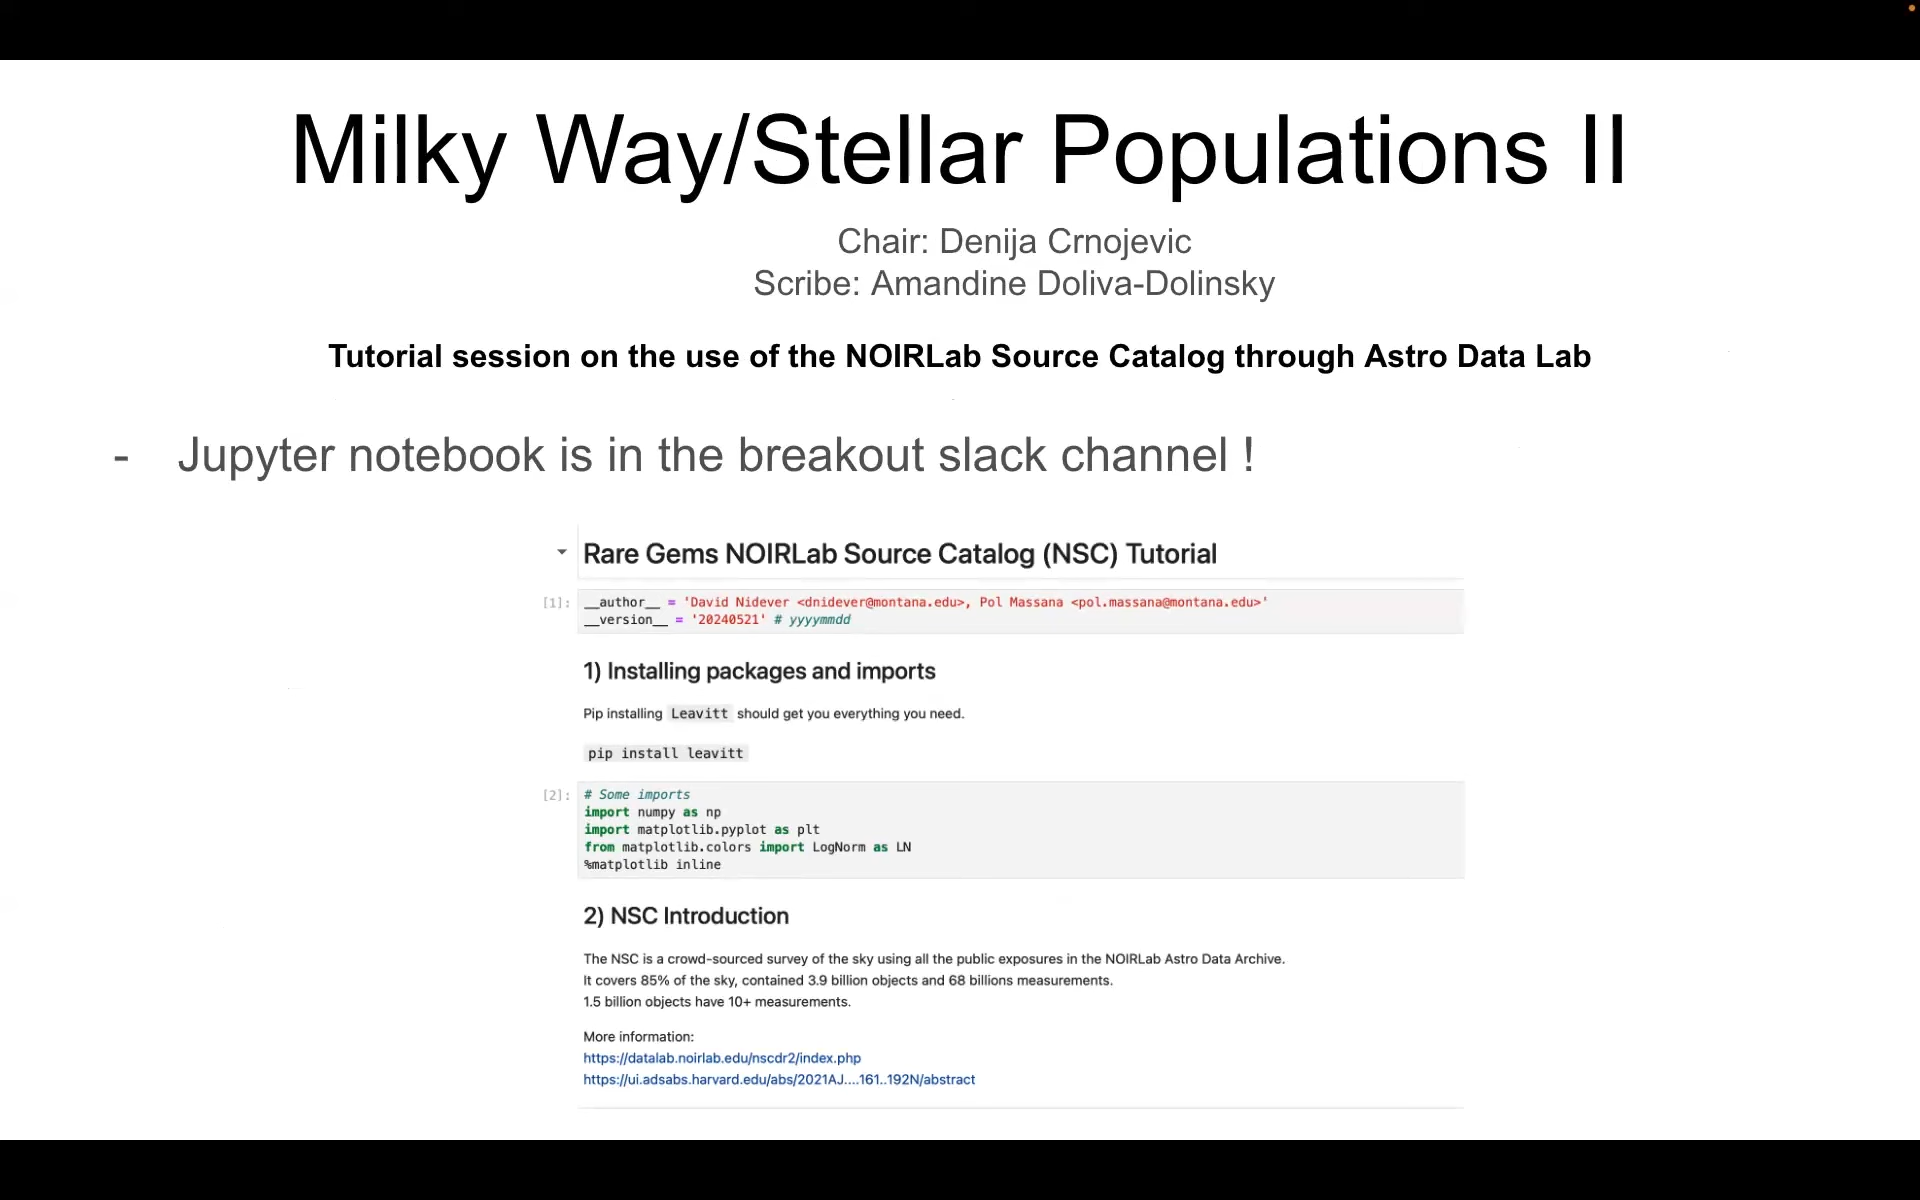 Milky Way/Stellar Populations II
Chair: Denija Crnojevic
Scribe: Amandine Doliva-Dolinsky
Tutorial session on the use of the NOIRLab Source Catalog through Astro Data Lab
- Jupyter notebook is in the breakout slack channel !
Rare Gems NOIRLab Source Catalog (NSC) Tutorial
[1]: __author__ = 'David Nidever <dnidever@montana.edu>, Pol Massana <pol.massana@montana.edu>'
__version__ = '20240521' # yyyymmdd
1) Installing packages and imports
Pip installing Leavitt should get you everything you need.
pip install leavitt
[2]: # Some imports
import numpy as np
import matplotlib.pyplot as plt
from matplotlib.colors import LogNorm as LN
%matplotlib inline
2) NSC Introduction
The NSC is a crowd-sourced survey of the sky using all the public exposures in the NOIRLab Astro Data Archive.
It covers 85% of the sky, contained 3.9 billion objects and 68 billions measurements.
1.5 billion objects have 10+ measurements.
More information:
https://datalab.noirlab.edu/nscdr2/index.php
https://ui.adsabs.harvard.edu/abs/2021AJ....161..192N/abstract